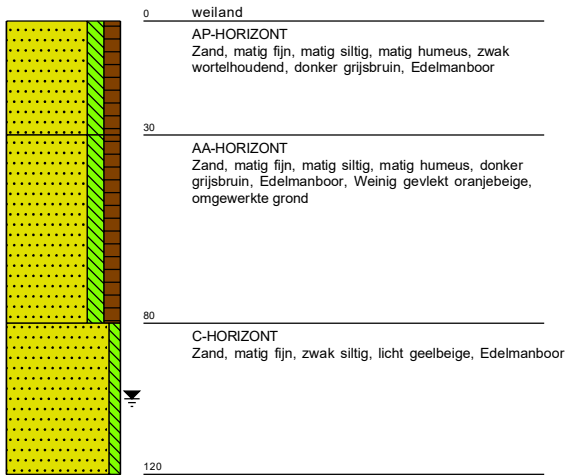 0 weiland
AP-HORIZONT
Zand, matig fijn, matig siltig, matig humeus, zwak
wortelhoudend, donker grijsbruin, Edelmanboor
30
AA-HORIZONT
Zand, matig fijn, matig siltig, matig humeus, donker
grijsbruin, Edelmanboor, Weinig gevlekt oranjebeige,
omgewerkte grond
80
C-HORIZONT
Zand, matig fijn, zwak siltig, licht geelbeige, Edelmanboor
120